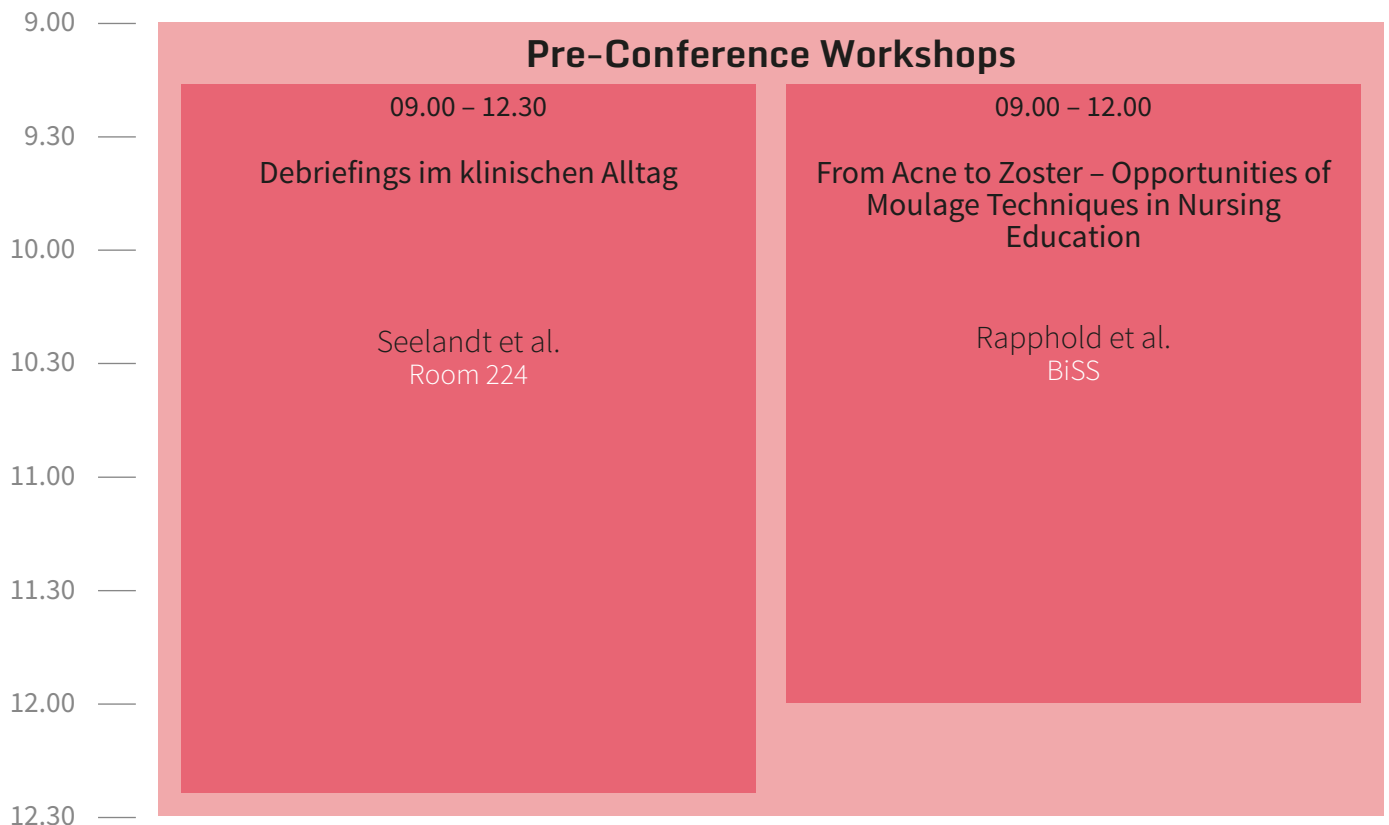 9.00
9.30
10.00
10.30
11.00
11.30
12.00
12.30
Pre-Conference Workshops
09.00 – 12.30
Debriefings im klinischen Alltag
Seelandt et al.
Room 224
09.00 – 12.00
From Acne to Zoster – Opportunities of
Moulage Techniques in Nursing
Education
Rapphold et al.
BiSS